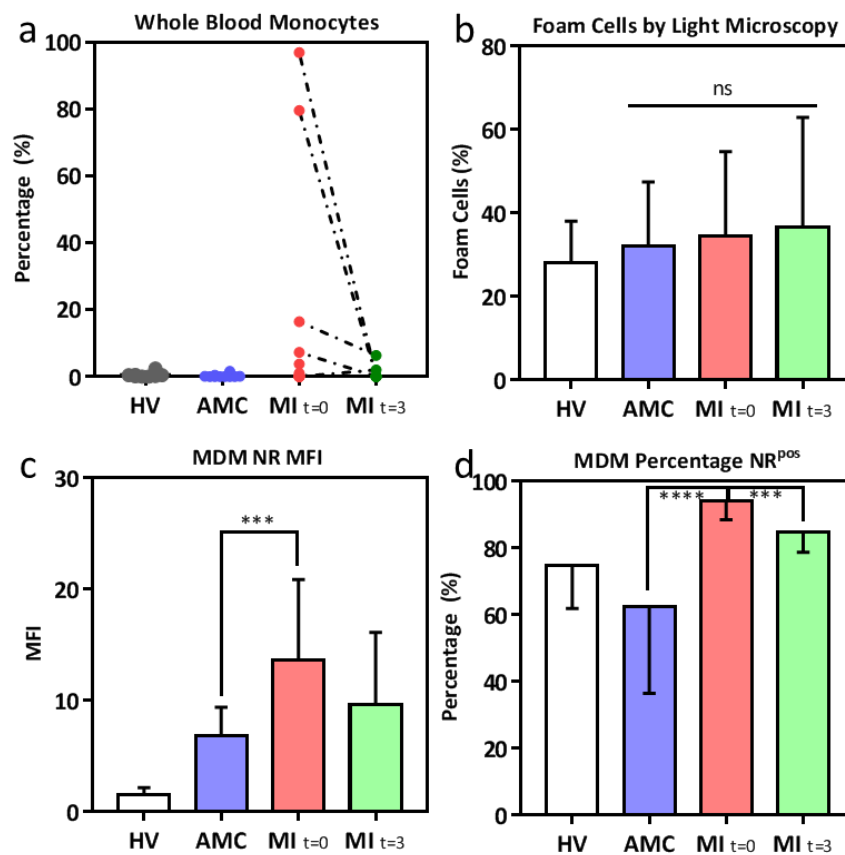 a
Whole Blood Monocytes
Percentage (%)
100
80
60
40
20
0
HV AMC MI t=0 MI t=3
b
Foam Cells by Light Microscopy
Foam Cells (%)
80
60
40
20
0
ns
HV AMC MI t=0 MI t=3
c
MDM NR MFI
MFI
30
20
10
0
***
HV AMC MI t=0 MI t=3
d
MDM Percentage NRpos
Percentage (%)
100
80
60
40
20
0
**** ***
HV AMC MI t=0 MI t=3